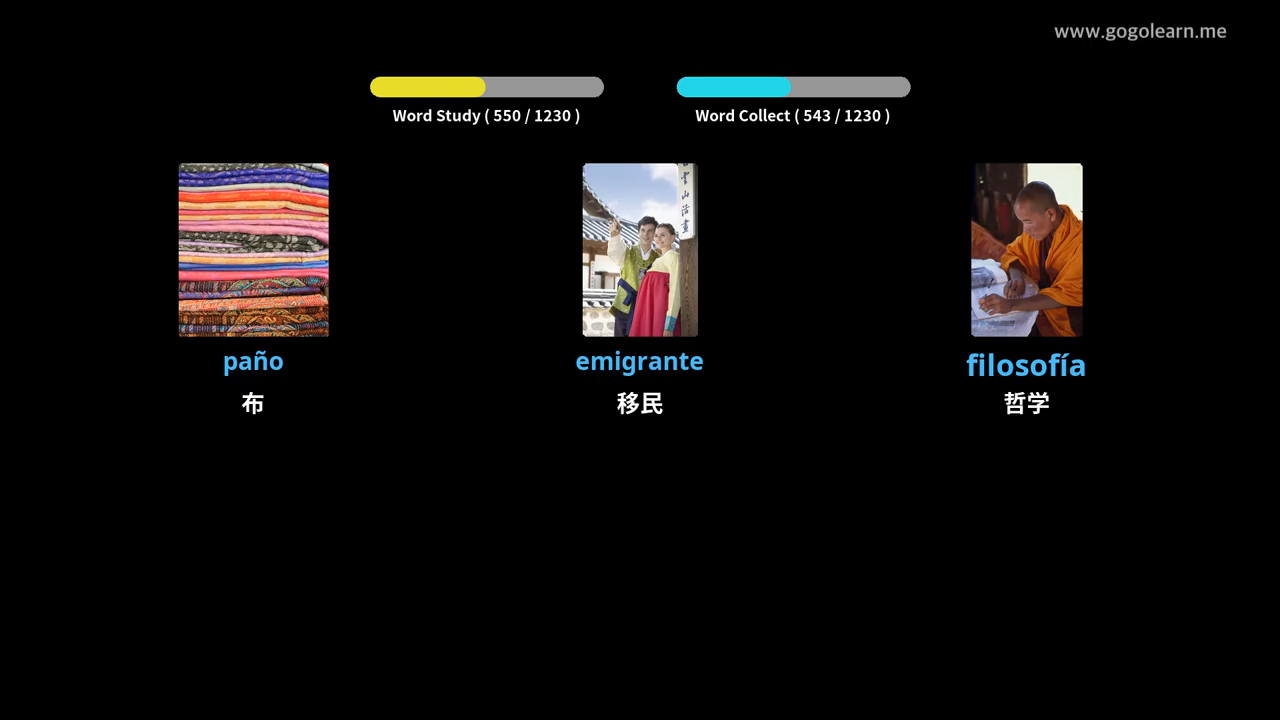 www.gogolearn.me
Word Study ( 550 / 1230 )
Word Collect ( 543 / 1230 )
paño
emigrante
filosofía
布
移民
哲学